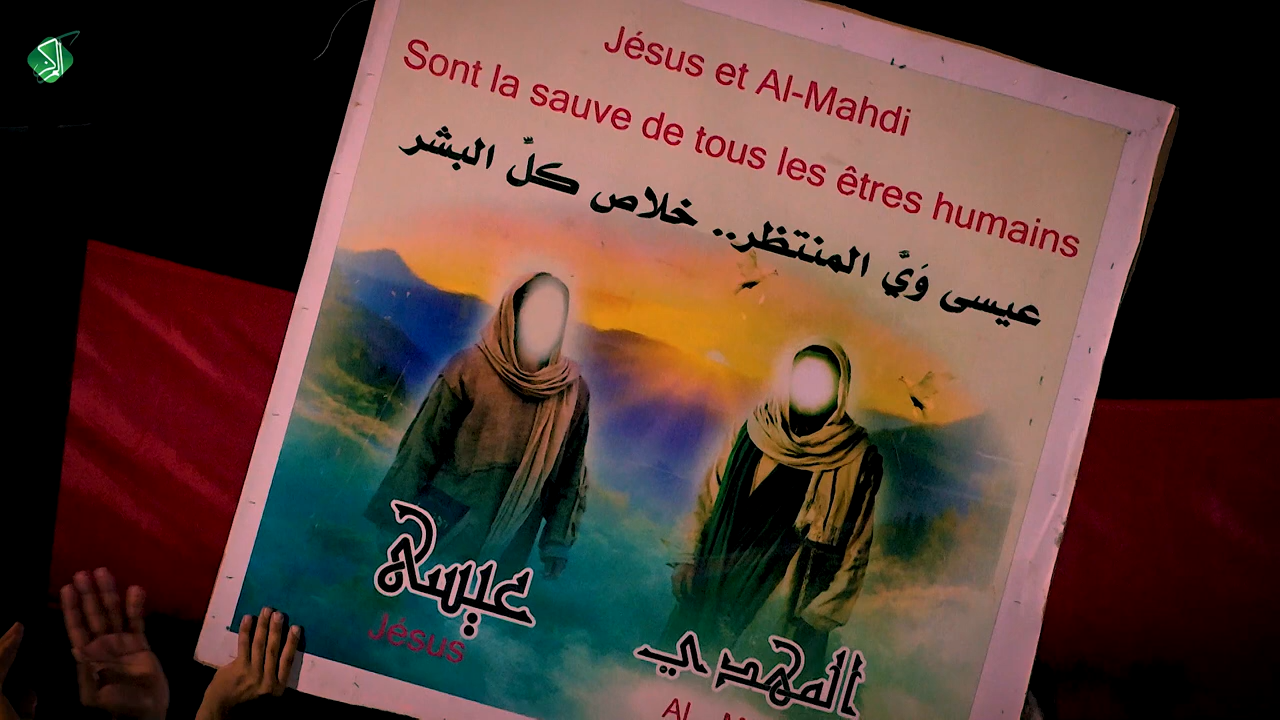 Jésus et Al-Mahdi
Sont la sauve de tous les êtres humains
عيسى وَيَّ المنتظر.. خلاص كلِّ البشر
عيسى
Jésus
المهدي
Al-M